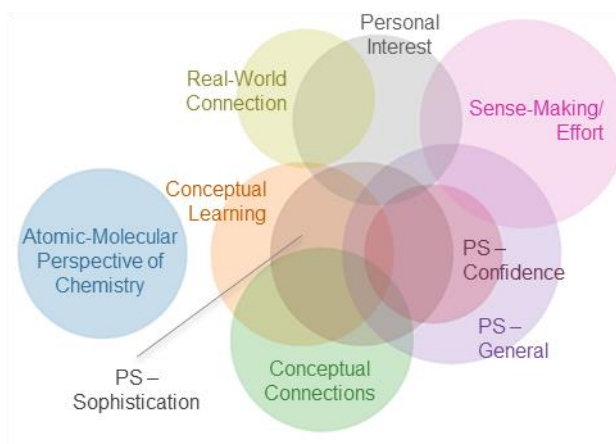 Personal
Interest
Real-World
Connection
Sense-Making/
Effort
Conceptual
Learning
Atomic-Molecular
Perspective of
Chemistry
PS –
Confidence
PS –
General
Conceptual
Connections
PS –
Sophistication